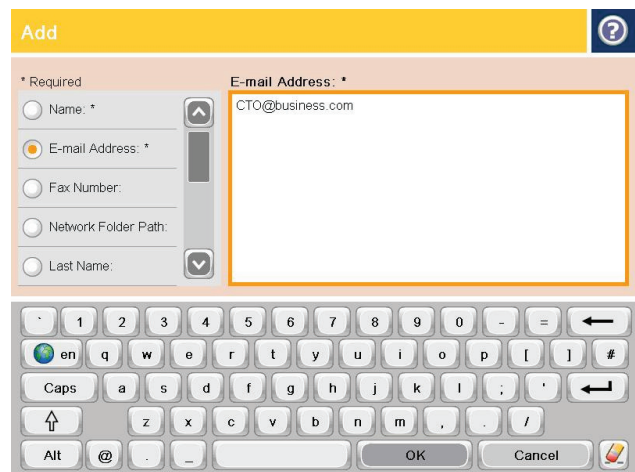 Add
?
* Required
E-mail Address: *
CTO@business.com
Name: *
E-mail Address: *
Fax Number:
Network Folder Path:
Last Name:
` 1 2 3 4 5 6 7 8 9 0 - =
en q w e r t y u i o p [ ] #
Caps a s d f g h j k l ; '
z x c v b n m , . /
Alt @ . _ OK Cancel